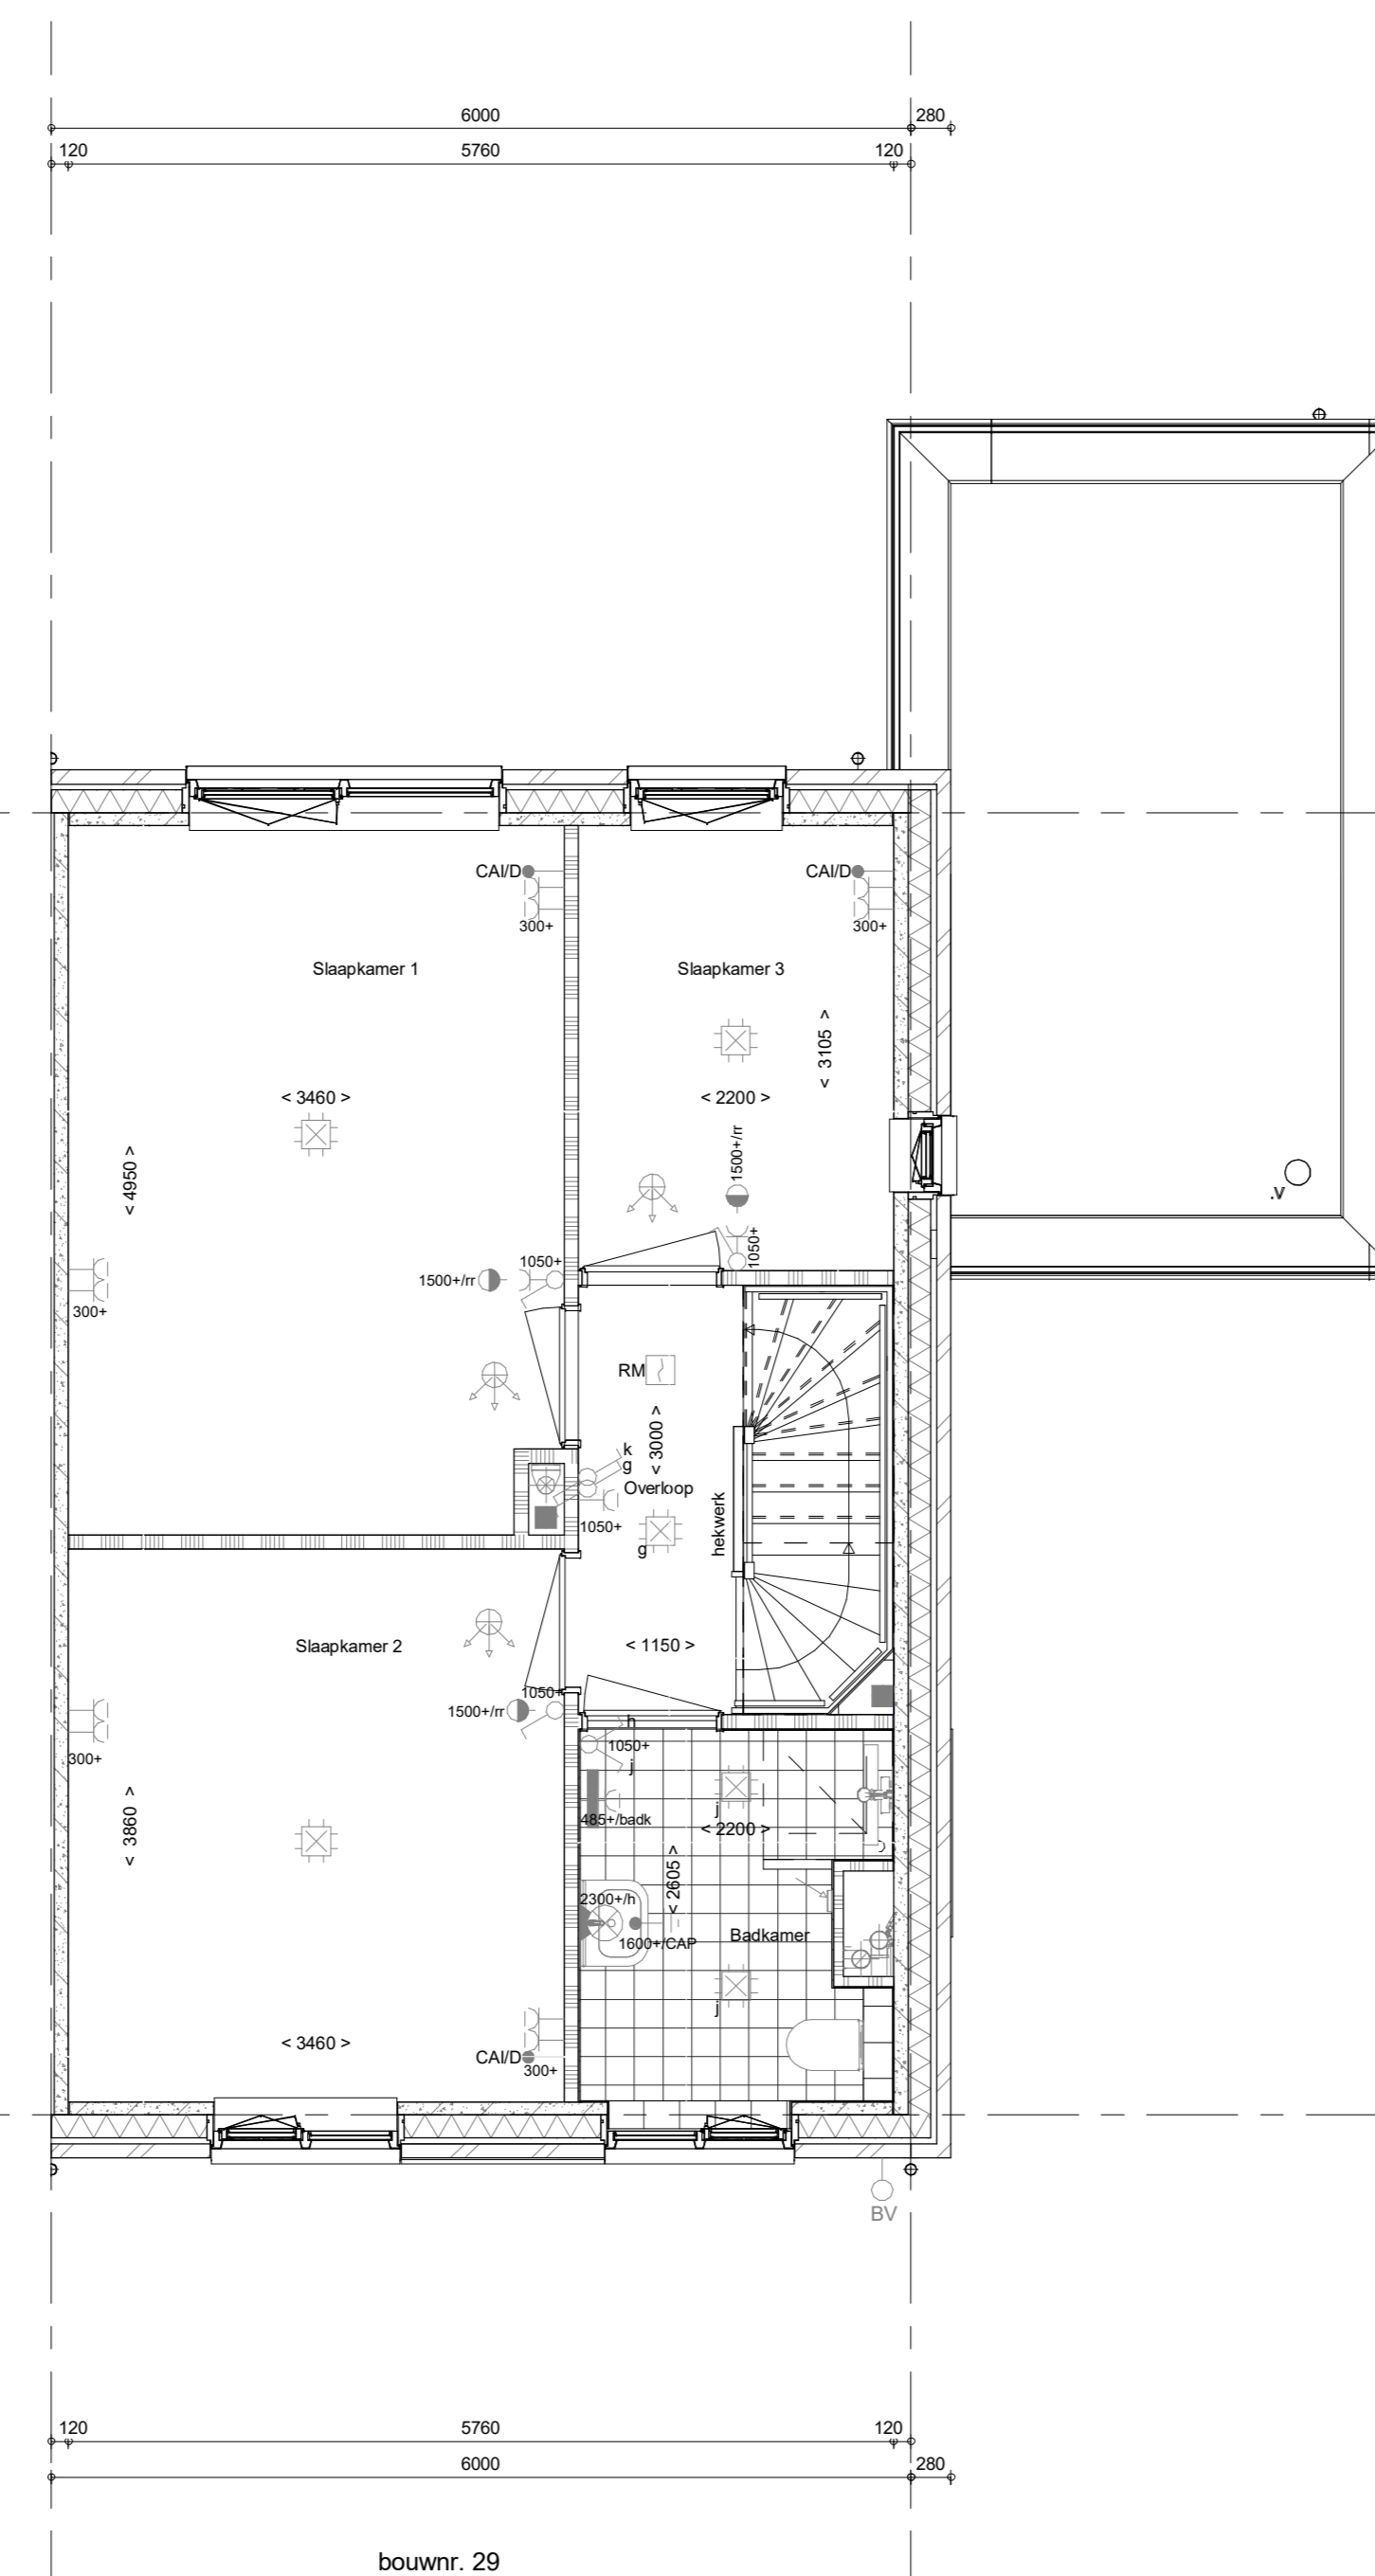 6000
280
120
5760
120
CAI/D
300+
CAI/D
300+
Slaapkamer 1
Slaapkamer 3
< 3105 >
< 3460 >
< 2200 >
1500+/rr
< 4950 >
.V
1050+
1050+
1500+/rr
300+
RM
< 3000 >
k
g
Overloop
hekwerk
1050+
g
Slaapkamer 2
< 1150 >
1050+
1500+/rr
h
300+
1050+
j
j
485+/badk
< 2200 >
< 3860 >
< 2605 >
2300+/h
1600+/CAP
Badkamer
j
< 3460 >
CAI/D
300+
BV
120
5760
120
6000
280
bouwnr. 29